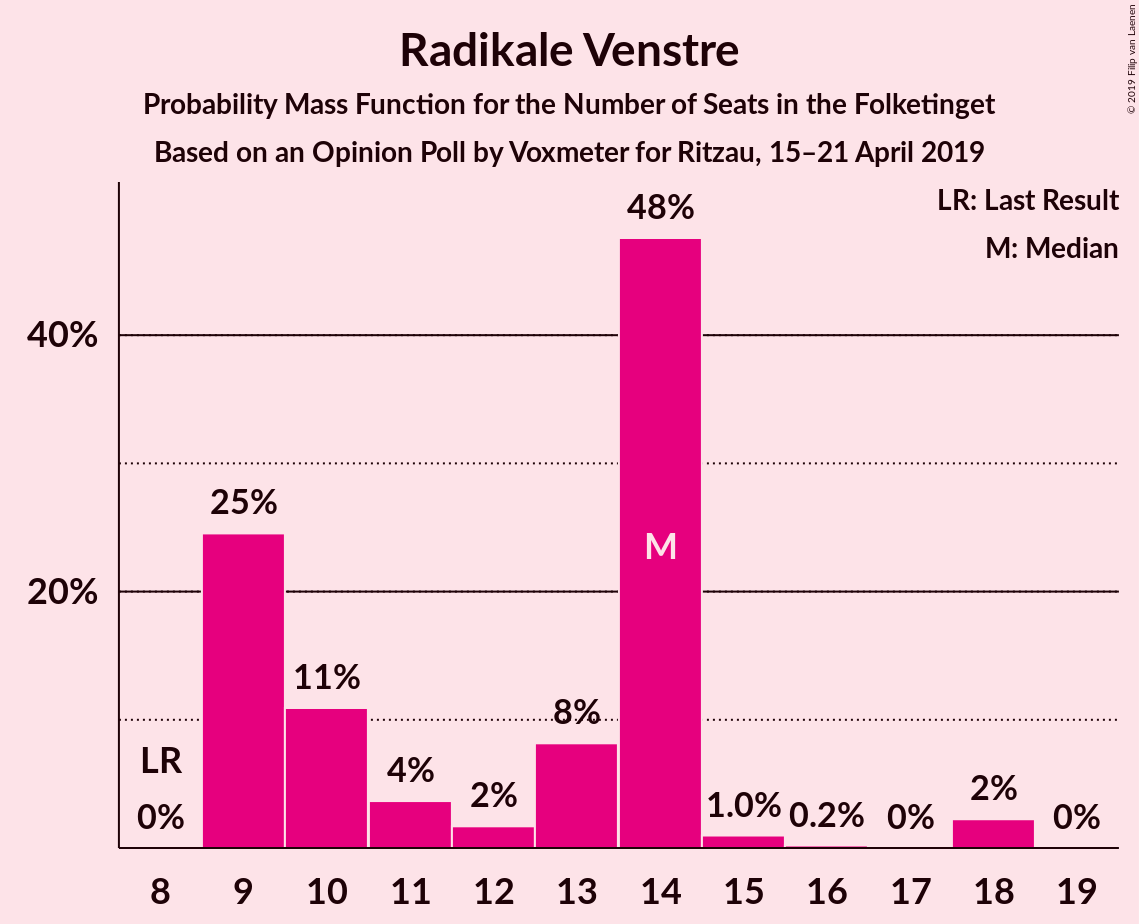 Radikale Venstre
Probability Mass Function for the Number of Seats in the Folketinget
Based on an Opinion Poll by Voxmeter for Ritzau, 15–21 April 2019
© 2019 Filip van Laenen
LR: Last Result
M: Median
48%
40%
25%
M
20%
11%
8%
LR
4%
2%
2%
1.0%
0.2%
0%
0%
0%
8 9 10 11 12 13 14 15 16 17 18 19